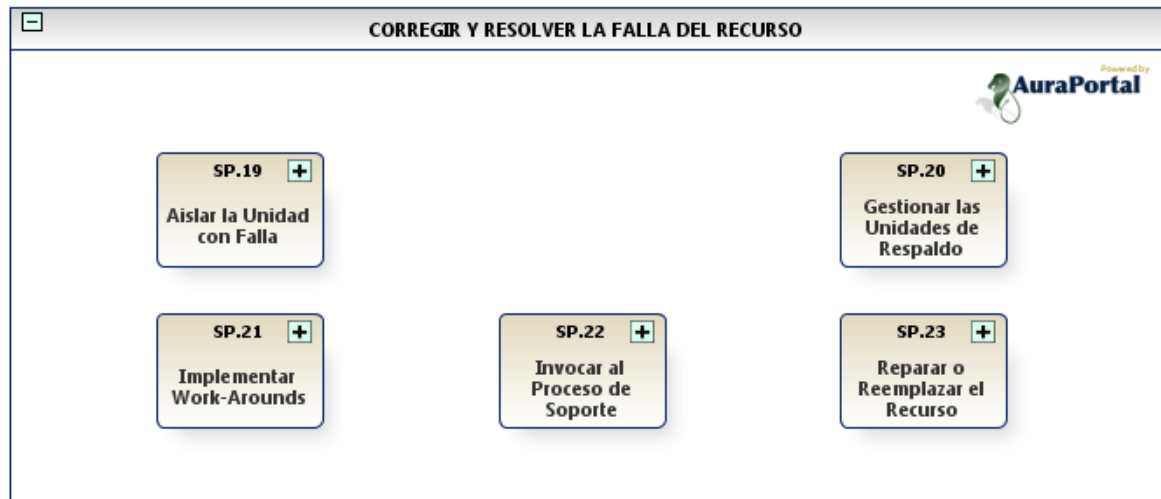 CORREGIR Y RESOLVER LA FALLA DEL RECURSO
Powered by
AuraPortal
SP.19
Aislar la Unidad
con Falla
SP.20
Gestionar las
Unidades de
Respaldo
SP.21
Implementar
Work-Arounds
SP.22
Invocar al
Proceso de
Soporte
SP.23
Reparar o
Reemplazar el
Recurso